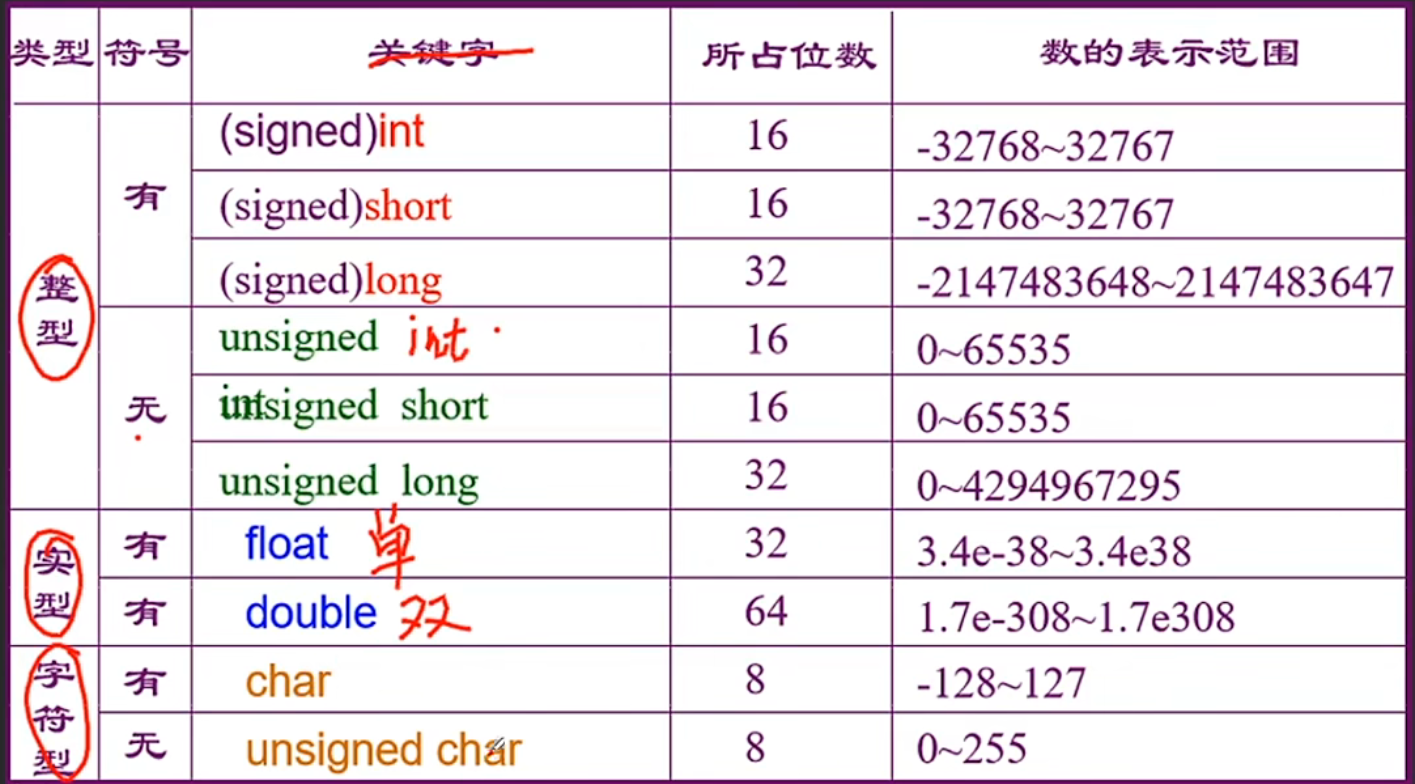 类型 符号 关键字 所占位数 数的表示范围
整型 有 (signed)int 16 -32768~32767
(signed)short 16 -32768~32767
(signed)long 32 -2147483648~2147483647
无 unsigned int 16 0~65535
int
unsigned short 16 0~65535
unsigned long 32 0~4294967295
实型 有 float 单 32 3.4e-38~3.4e38
有 double 双 64 1.7e-308~1.7e308
字符型 有 char 8 -128~127
无 unsigned char 8 0~255